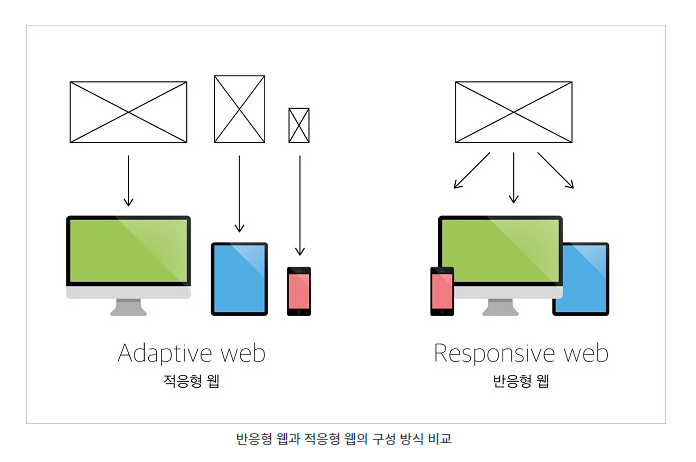 Adaptive web
적응형 웹
Responsive web
반응형 웹
반응형 웹과 적응형 웹의 구성 방식 비교